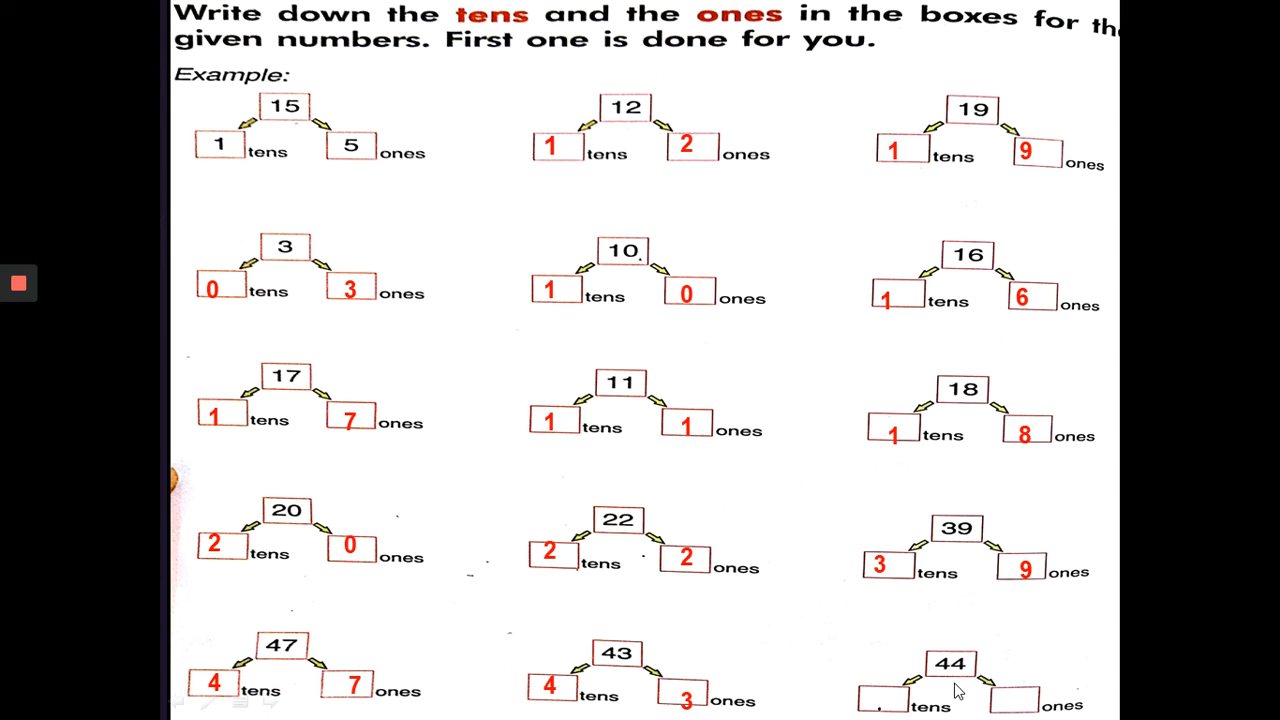 Write down the tens and the ones in the boxes for the
given numbers. First one is done for you.
Example:
15 12 19
1 tens 5 ones 1 tens 2 ones 1 tens 9 ones
3 10 16
0 tens 3 ones 1 tens 0 ones 1 tens 6 ones
17 11 18
1 tens 7 ones 1 tens 1 ones 1 tens 8 ones
20 22 39
2 tens 0 ones 2 tens 2 ones 3 tens 9 ones
47 43 44
4 tens 7 ones 4 tens 3 ones tens ones